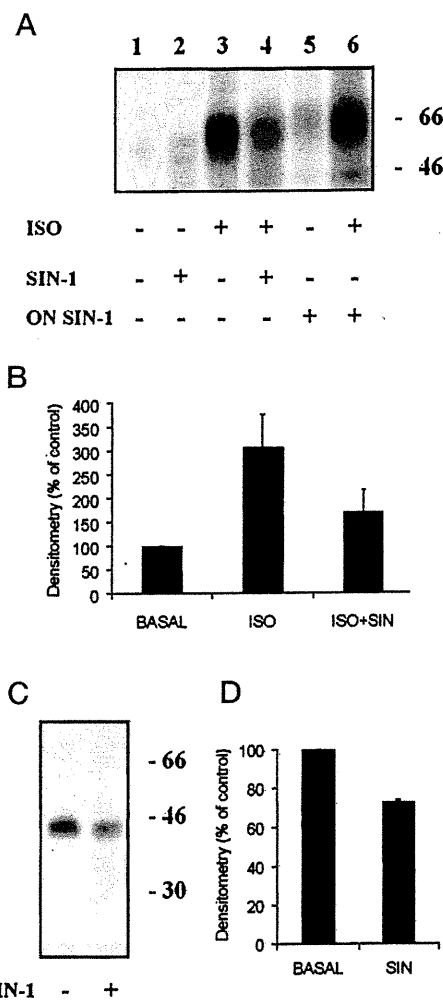 A
1 2 3 4 5 6
- 66
- 46
ISO - - + + - +
SIN-1 - + - + - -
ON SIN-1 - - - - + +
B
Densitometry (% of control)
400
350
300
250
200
150
100
50
0
BASAL ISO ISO+SIN
C
- 66
- 46
- 30
IN-1 - +
D
Densitometry (% of control)
100
80
60
40
20
0
BASAL SIN